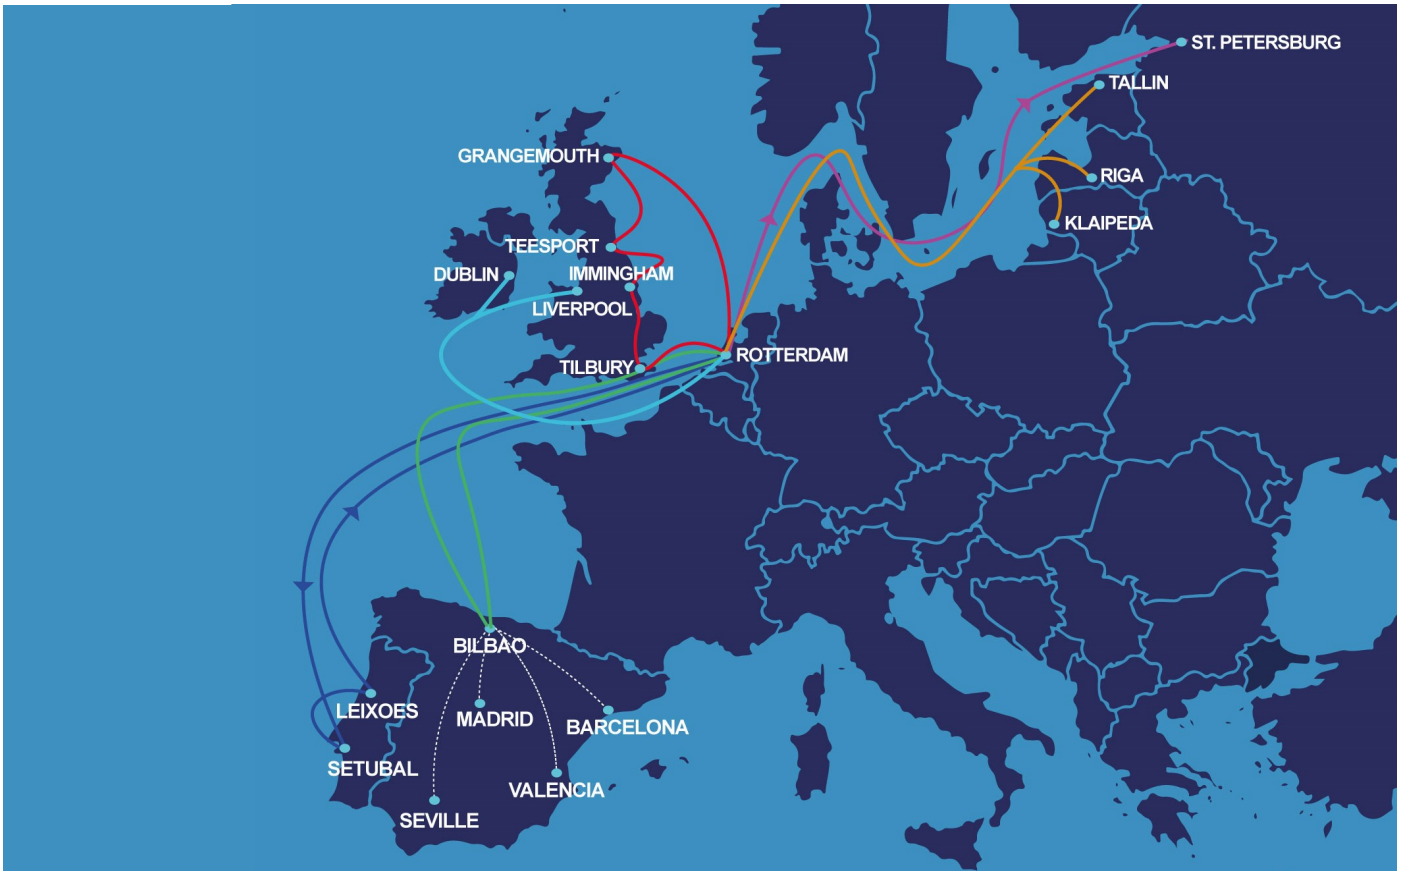 ST. PETERSBURG
TALLIN
GRANGEMOUTH
RIGA
KLAIPEDA
TEESPORT
DUBLIN
IMMINGHAM
LIVERPOOL
ROTTERDAM
TILBURY
BILBAO
LEIXOES
MADRID
BARCELONA
SETUBAL
VALENCIA
SEVILLE